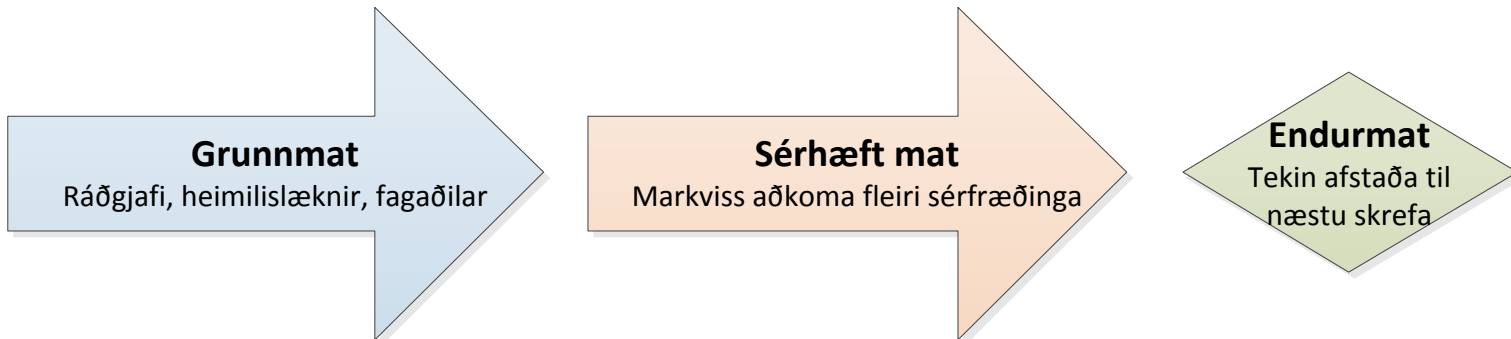 Grunnmat
Ráðgjafi, heimilislæknir, fagaðilar
Sérhæft mat
Markviss aðkoma fleiri sérfræðinga
Endurmat
Tekin afstaða til
næstu skrefa